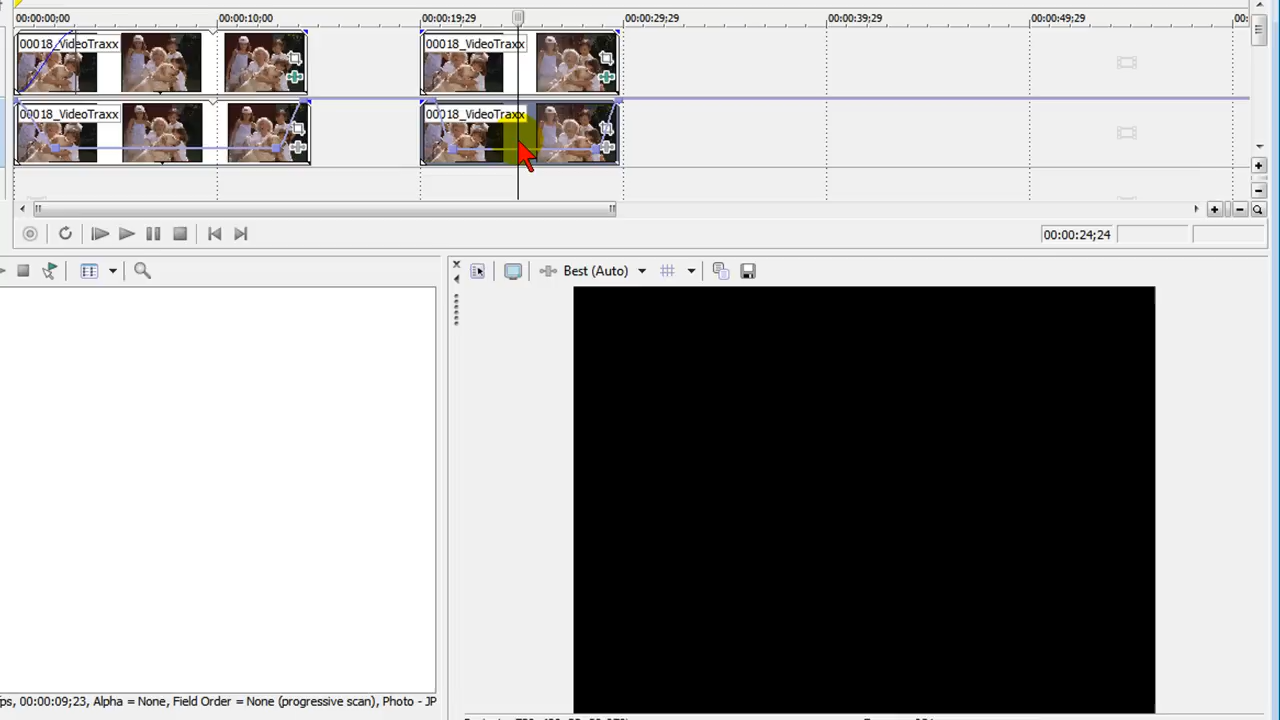 00:00:00;00 00:00:10;00 00:00:19;29 00:00:29;29 00:00:39;29 00:00:49;29 00:
00018_VideoTraxx 00018_VideoTraxx
00018_VideoTraxx 00018_VideoTraxx
00:00:24;24
Best (Auto)
ps, 00:00:09;23, Alpha = None, Field Order = None (progressive scan), Photo - JP